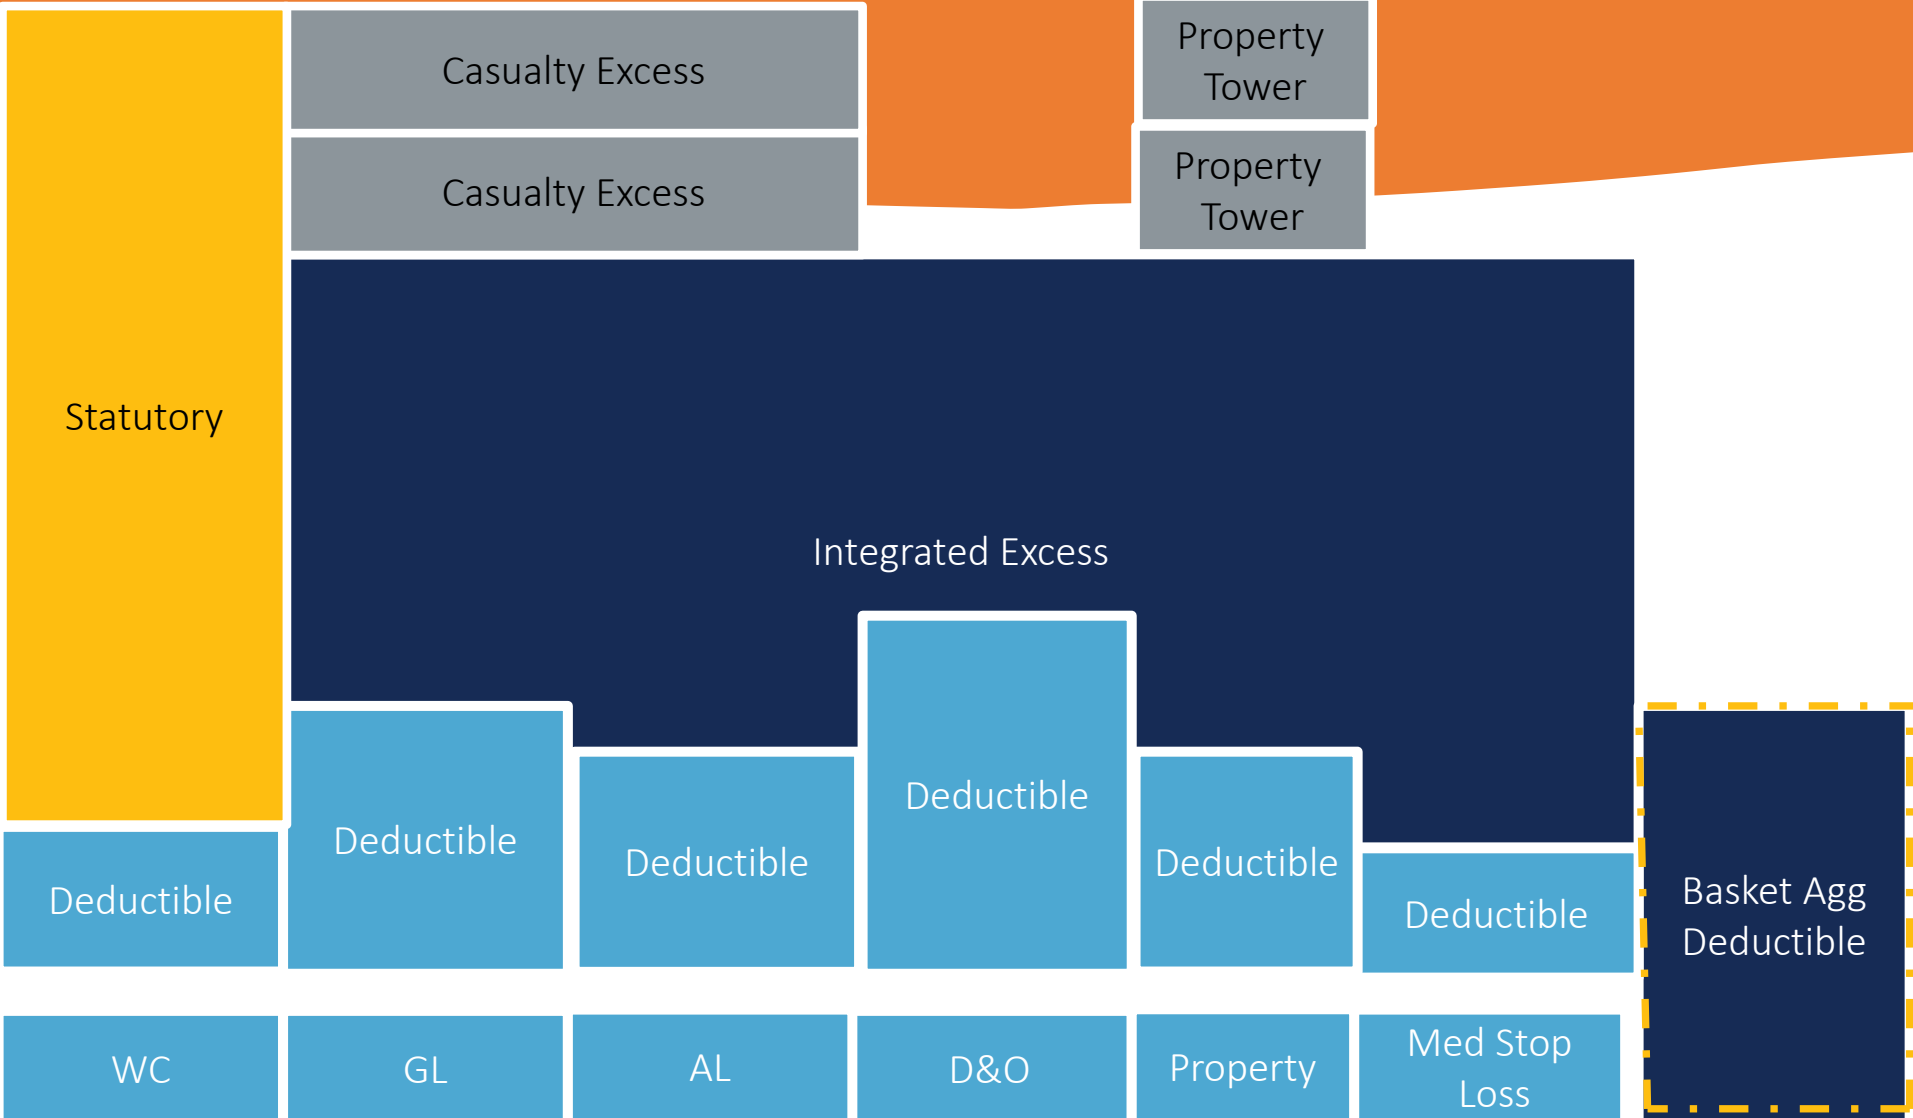 Casualty Excess
Property
Tower
Casualty Excess
Property
Tower
Statutory
Integrated Excess
Deductible
Deductible
Deductible
Deductible
Deductible
Deductible
Basket Agg
Deductible
WC
GL
AL
D&O
Property
Med Stop
Loss